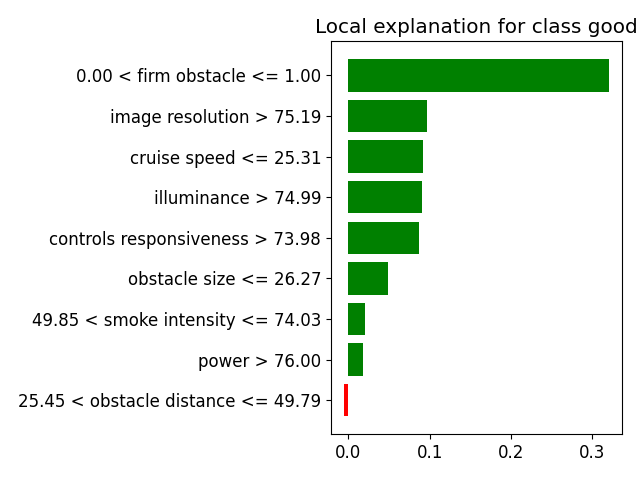 Local explanation for class good
0.00 < firm obstacle <= 1.00
image resolution > 75.19
cruise speed <= 25.31
illuminance > 74.99
controls responsiveness > 73.98
obstacle size <= 26.27
49.85 < smoke intensity <= 74.03
power > 76.00
25.45 < obstacle distance <= 49.79
0.0 0.1 0.2 0.3